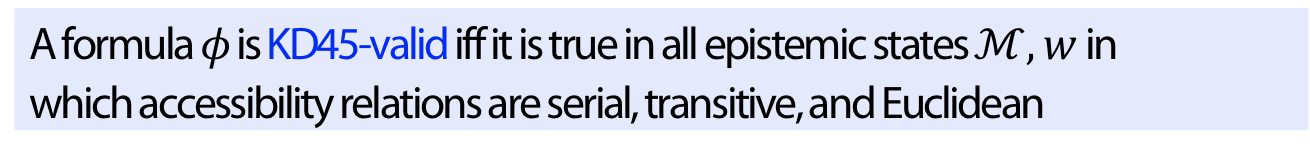 A formula ϕ is KD45-valid iff it is true in all epistemic states ℳ, w in
which accessibility relations are serial, transitive, and Euclidean